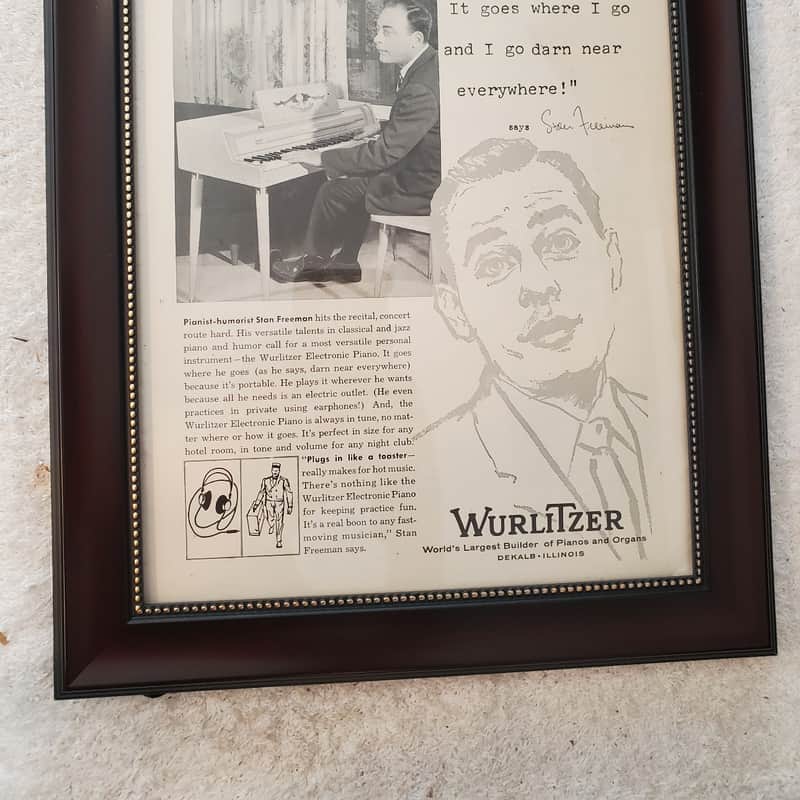 It goes where I go
and I go darn near
everywhere!"
says Stan Freeman
Pianist-humorist Stan Freeman hits the recital, concert
route hard. His versatile talents in classical and jazz
piano and humor call for a most versatile personal
instrument—the Wurlitzer Electronic Piano. It goes
where he goes (as he says, darn near everywhere)
because it's portable. He plays it wherever he wants
because all he needs is an electric outlet. (He even
practices in private using earphones!) And, the
Wurlitzer Electronic Piano is always in tune, no mat-
ter where or how it goes. It's perfect in size for any
hotel room, in tone and volume for any night club.
"Plugs in like a toaster—
really makes for hot music.
There's nothing like the
Wurlitzer Electronic Piano
for keeping practice fun.
It's a real boon to any fast-
moving musician," Stan
Freeman says.
WURLITZER
World's Largest Builder of Pianos and Organs
DEKALB • ILLINOIS